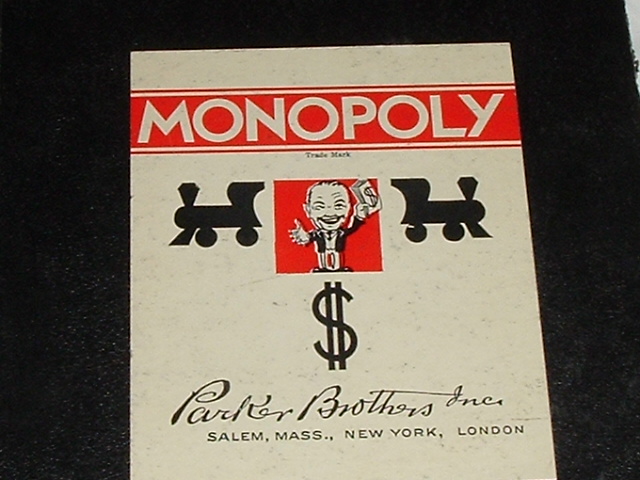 MONOPOLY
Trade Mark
$
$
Parker Brothers Inc.
SALEM, MASS., NEW YORK, LONDON